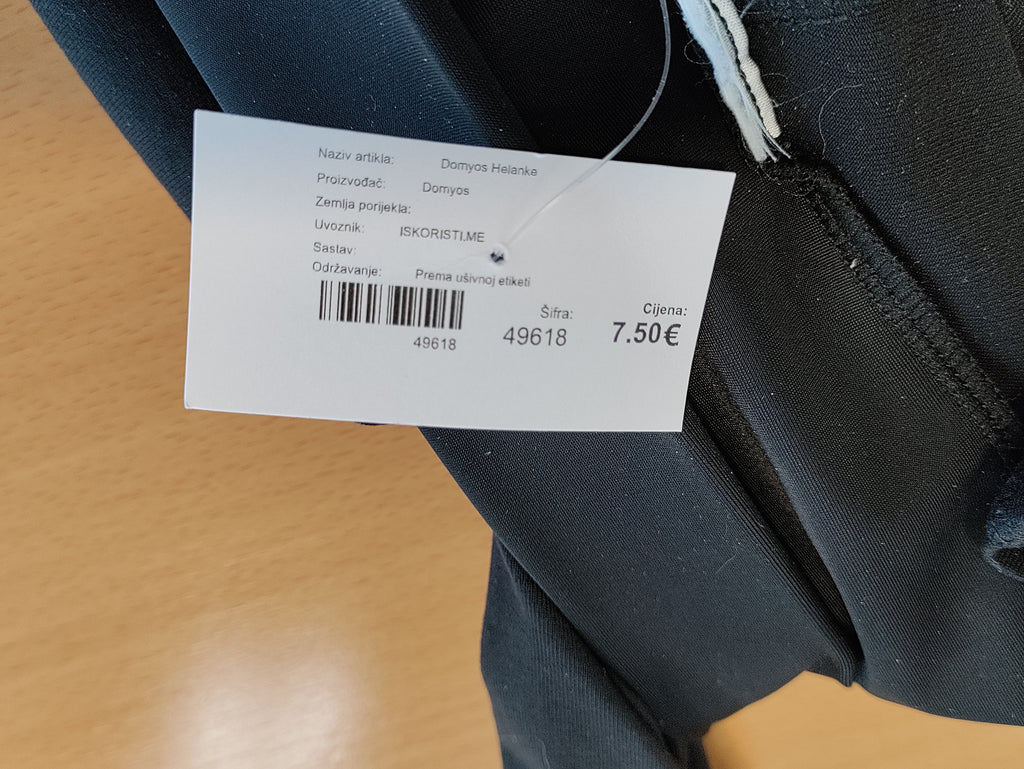 Naziv artikla: Domyos Helanke
Proizvođač: Domyos
Zemlja porijekla:
Uvoznik: ISKORISTI.ME
Sastav:
Održavanje: Prema ušivnoj etiketi
49618
Šifra:
49618
Cijena:
7.50€